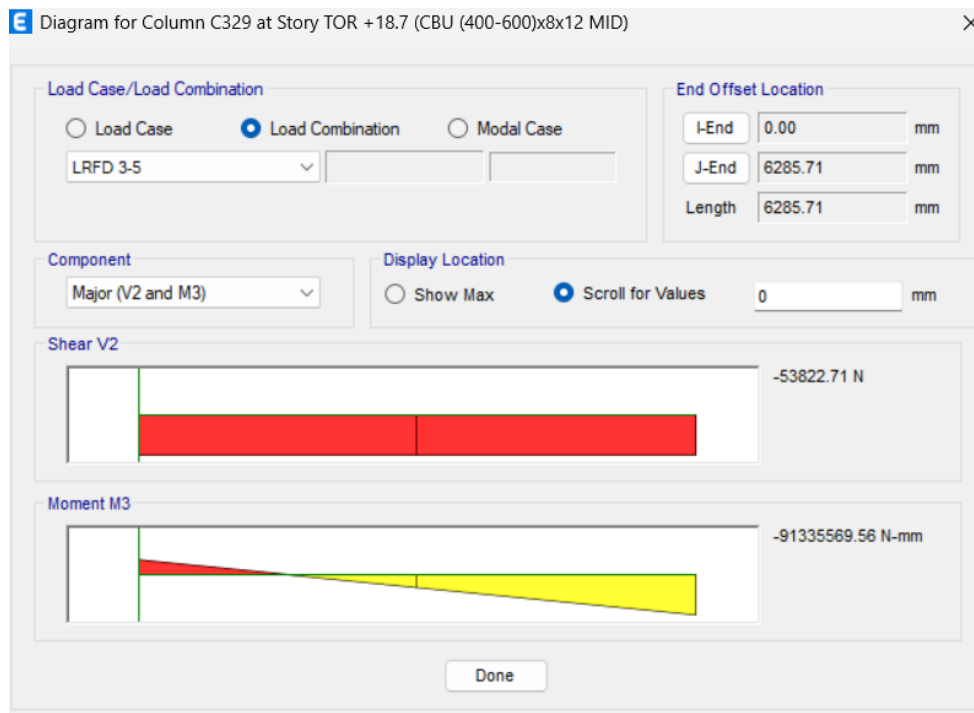 E Diagram for Column C329 at Story TOR +18.7 (CBU (400-600)x8x12 MID)
Load Case/Load Combination
Load Case Load Combination Modal Case
LRFD 3-5
End Offset Location
I-End 0.00 mm
J-End 6285.71 mm
Length 6285.71 mm
Component
Major (V2 and M3)
Display Location
Show Max Scroll for Values 0 mm
Shear V2
-53822.71 N
Moment M3
-91335569.56 N-mm
Done